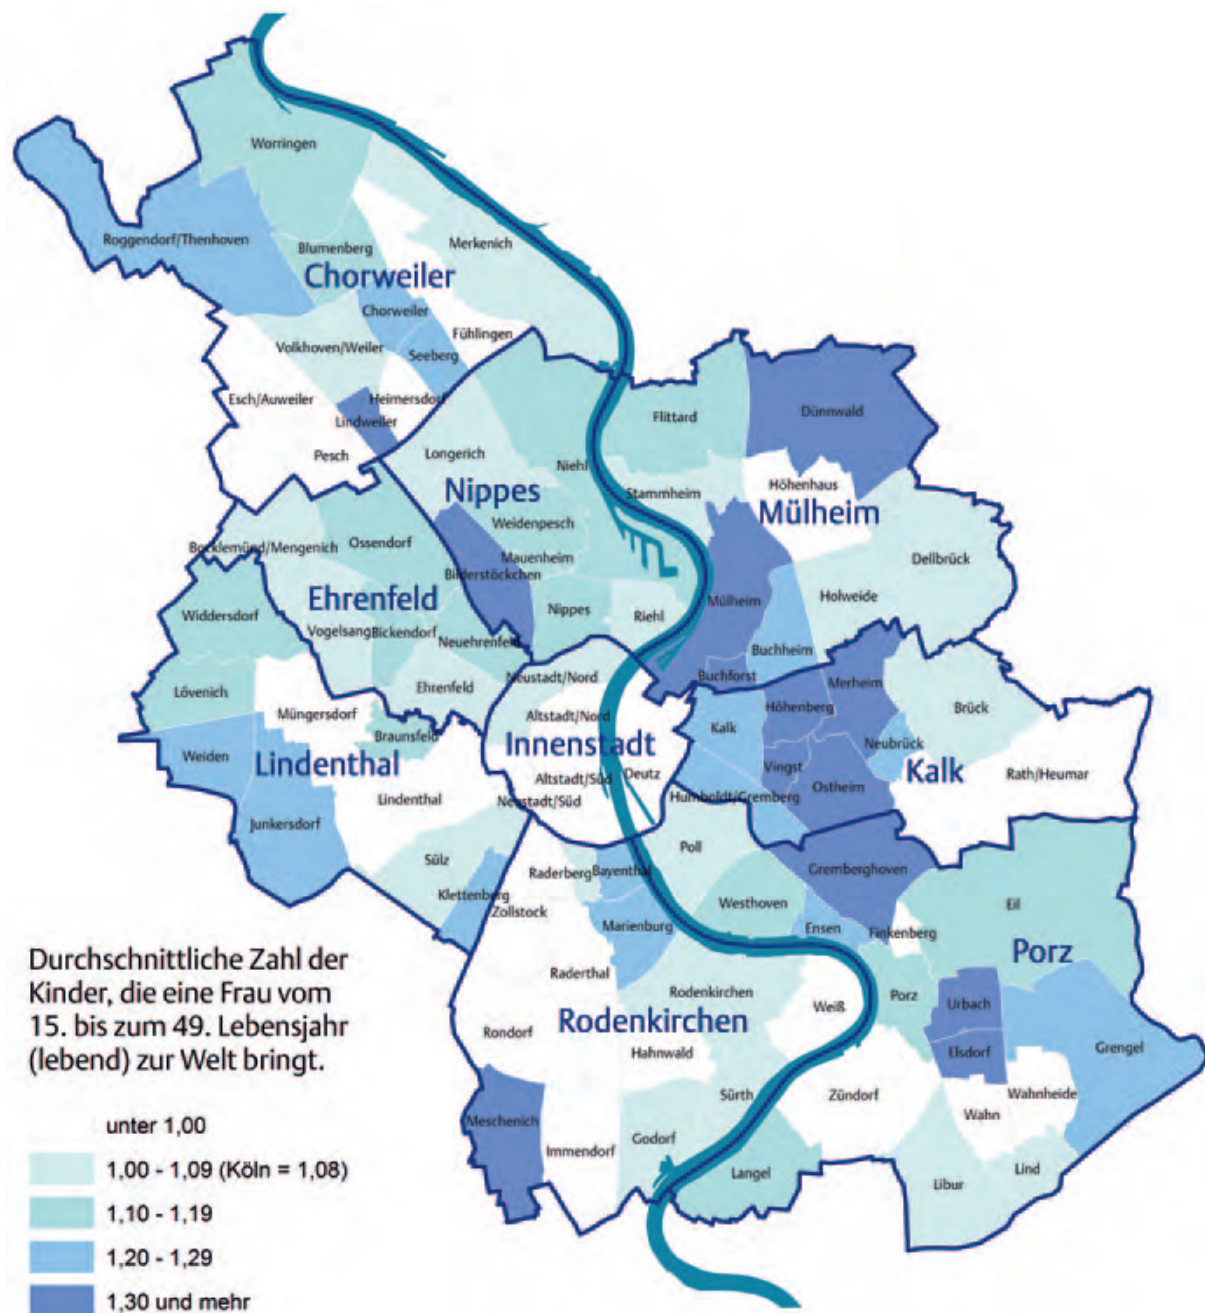 Worringen
Roggendorf/Thenhoven
Blumenberg
Merkenich
Chorweiler
Chorweiler
Fühlingen
Volkhoven/Weiler
Seeberg
Esch/Auweiler
Heimersdorf
Lindweiler
Pesch
Flittard
Dünnwald
Longerich
Niehl
Stammheim
Höhenhaus
Nippes
Mülheim
Weidenpesch
Bocklemünd/Mengenich
Ossendorf
Mauenheim
Bilderstöckchen
Dellbrück
Ehrenfeld
Widdersdorf
Nippes
Riehl
Mülheim
Holweide
Vogelsang
Bickendorf
Neuehrenfeld
Buchheim
Neustadt/Nord
Buchforst
Ehrenfeld
Merheim
Lövenich
Müngersdorf
Altstadt/Nord
Höhenberg
Brück
Kalk
Braunsfeld
Innenstadt
Neubrück
Weiden
Lindenthal
Kalk
Vingst
Rath/Heumar
Altstadt/Süd
Deutz
Ostheim
Lindenthal
Neustadt/Süd
Humboldt/Gremberg
Junkersdorf
Sülz
Poll
Raderberg
Bayenthal
Gremberghoven
Klettenberg
Zollstock
Westhoven
Eil
Marienburg
Ensen
Finkenberg
Porz
Raderthal
Rodenkirchen
Porz
Weiß
Urbach
Rodenkirchen
Rondorf
Hahnwald
Elsdorf
Grengel
Sürth
Zündorf
Wahnheide
Wahn
Meschenich
Godorf
Immendorf
Langel
Lind
Libur
Durchschnittliche Zahl der
Kinder, die eine Frau vom
15. bis zum 49. Lebensjahr
(lebend) zur Welt bringt.
unter 1,00
1,00 - 1,09 (Köln = 1,08)
1,10 - 1,19
1,20 - 1,29
1,30 und mehr